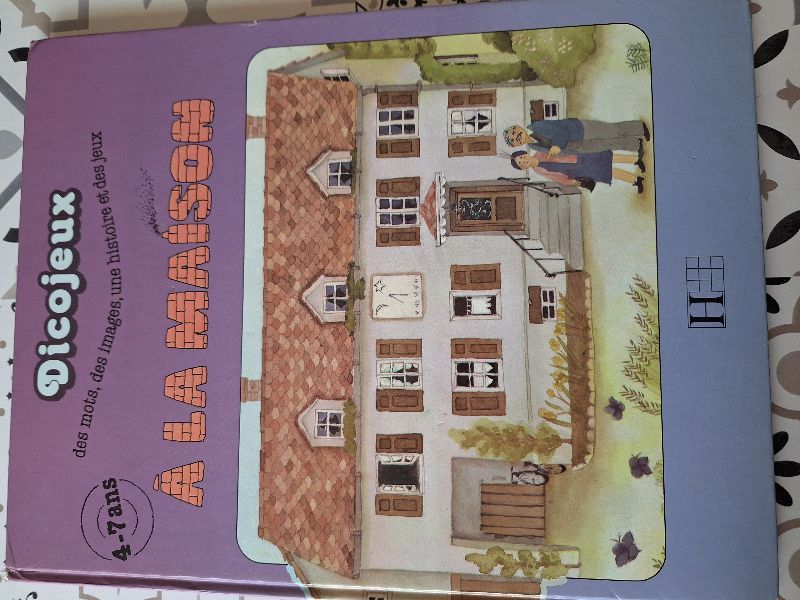 Dicojeux
des mots, des images, une histoire et des jeux
4-7 ans
À LA MAISON
H